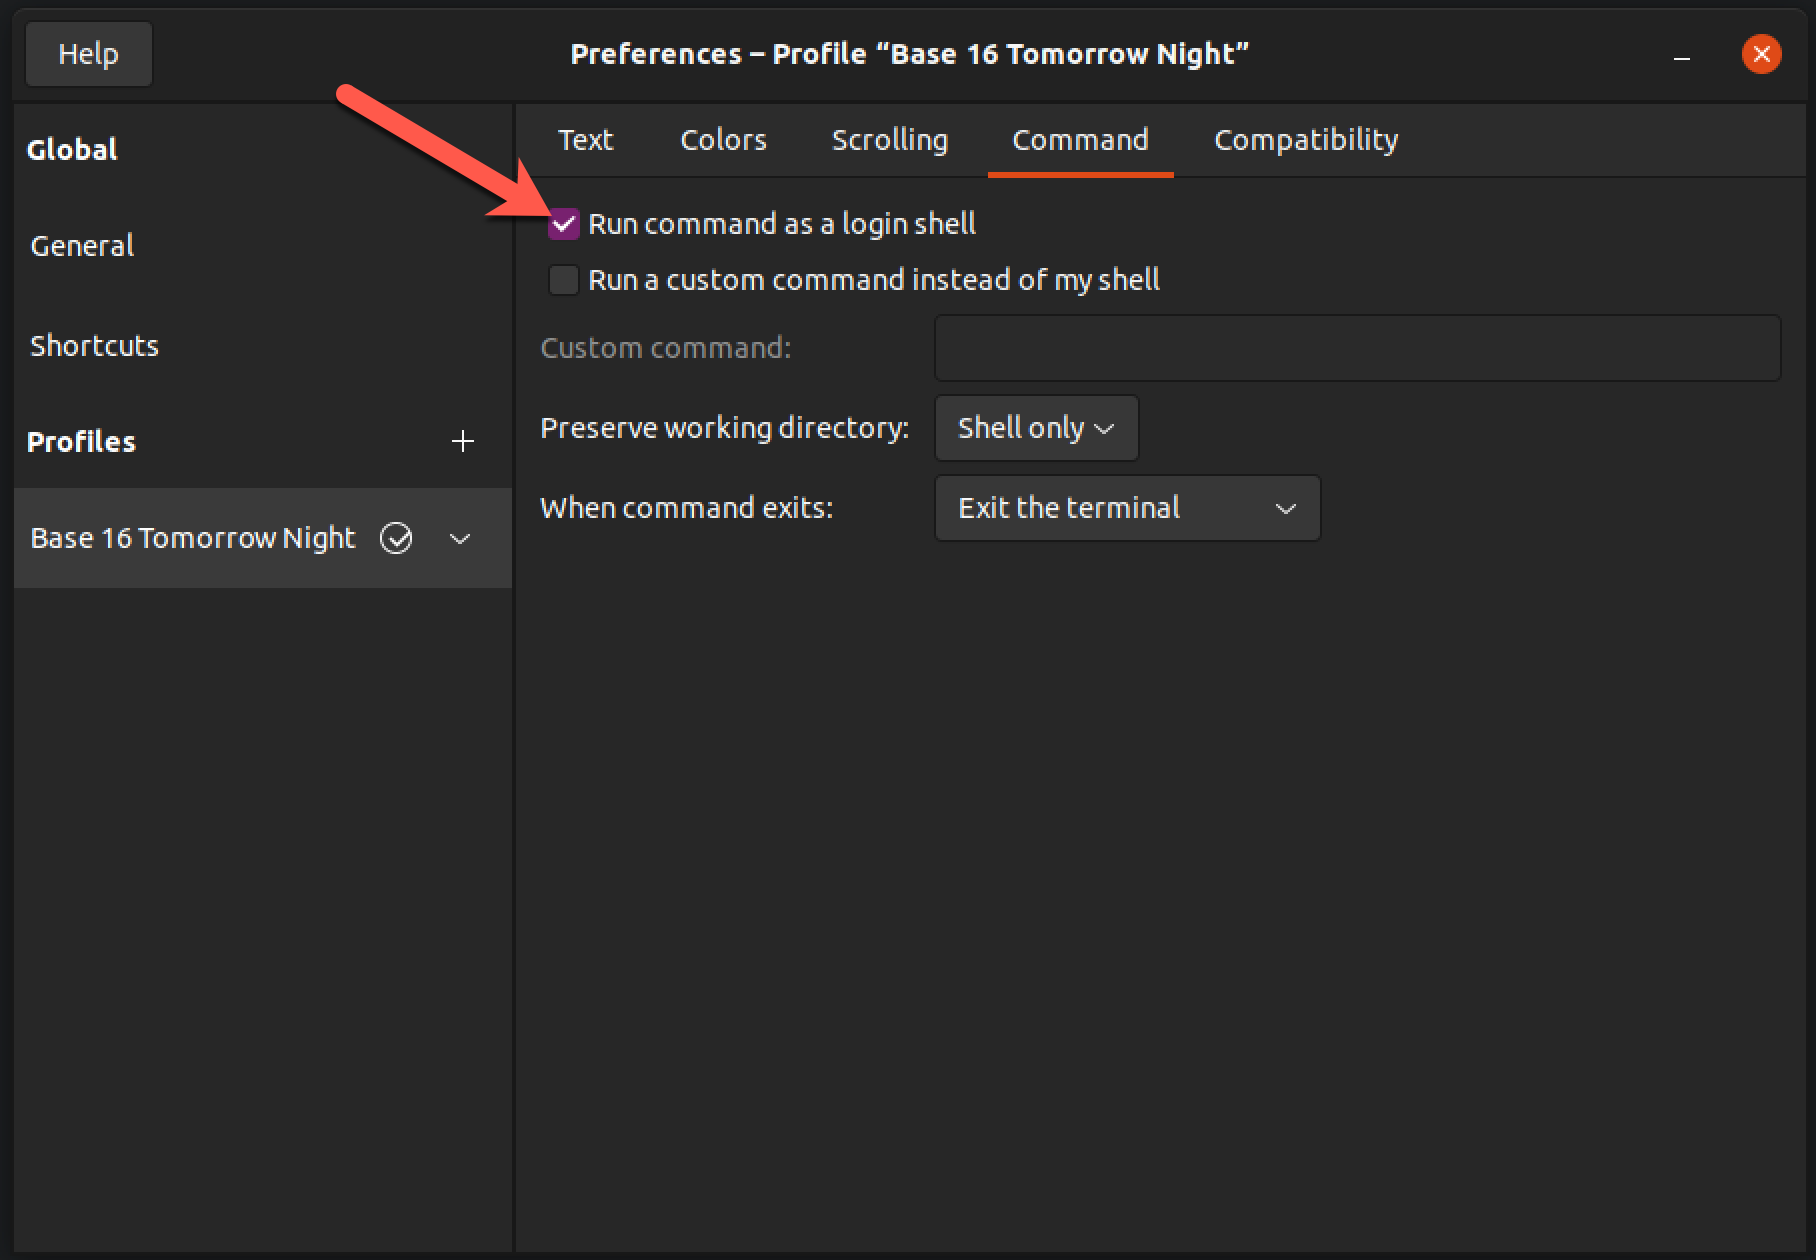 Help
Preferences – Profile “Base 16 Tomorrow Night”
Global
General
Shortcuts
Profiles
Base 16 Tomorrow Night
Text Colors Scrolling Command Compatibility
Run command as a login shell
Run a custom command instead of my shell
Custom command:
Preserve working directory: Shell only
When command exits: Exit the terminal